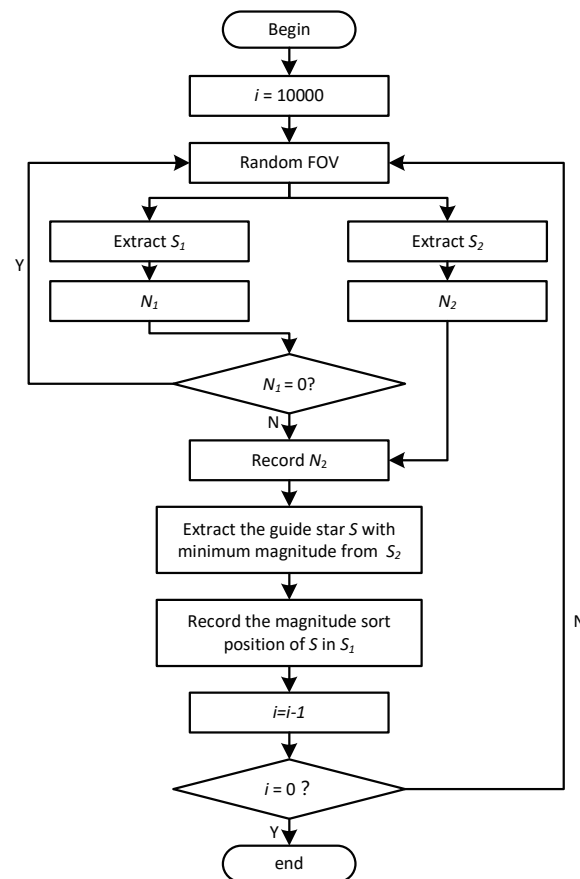 Begin
i = 10000
Random FOV
Extract S₁
Extract S₂
Y
N₁
N₂
N₁ = 0?
N
Record N₂
Extract the guide star S with
minimum magnitude from S₂
Record the magnitude sort
position of S in S₁
N
i=i-1
i = 0 ?
Y
end